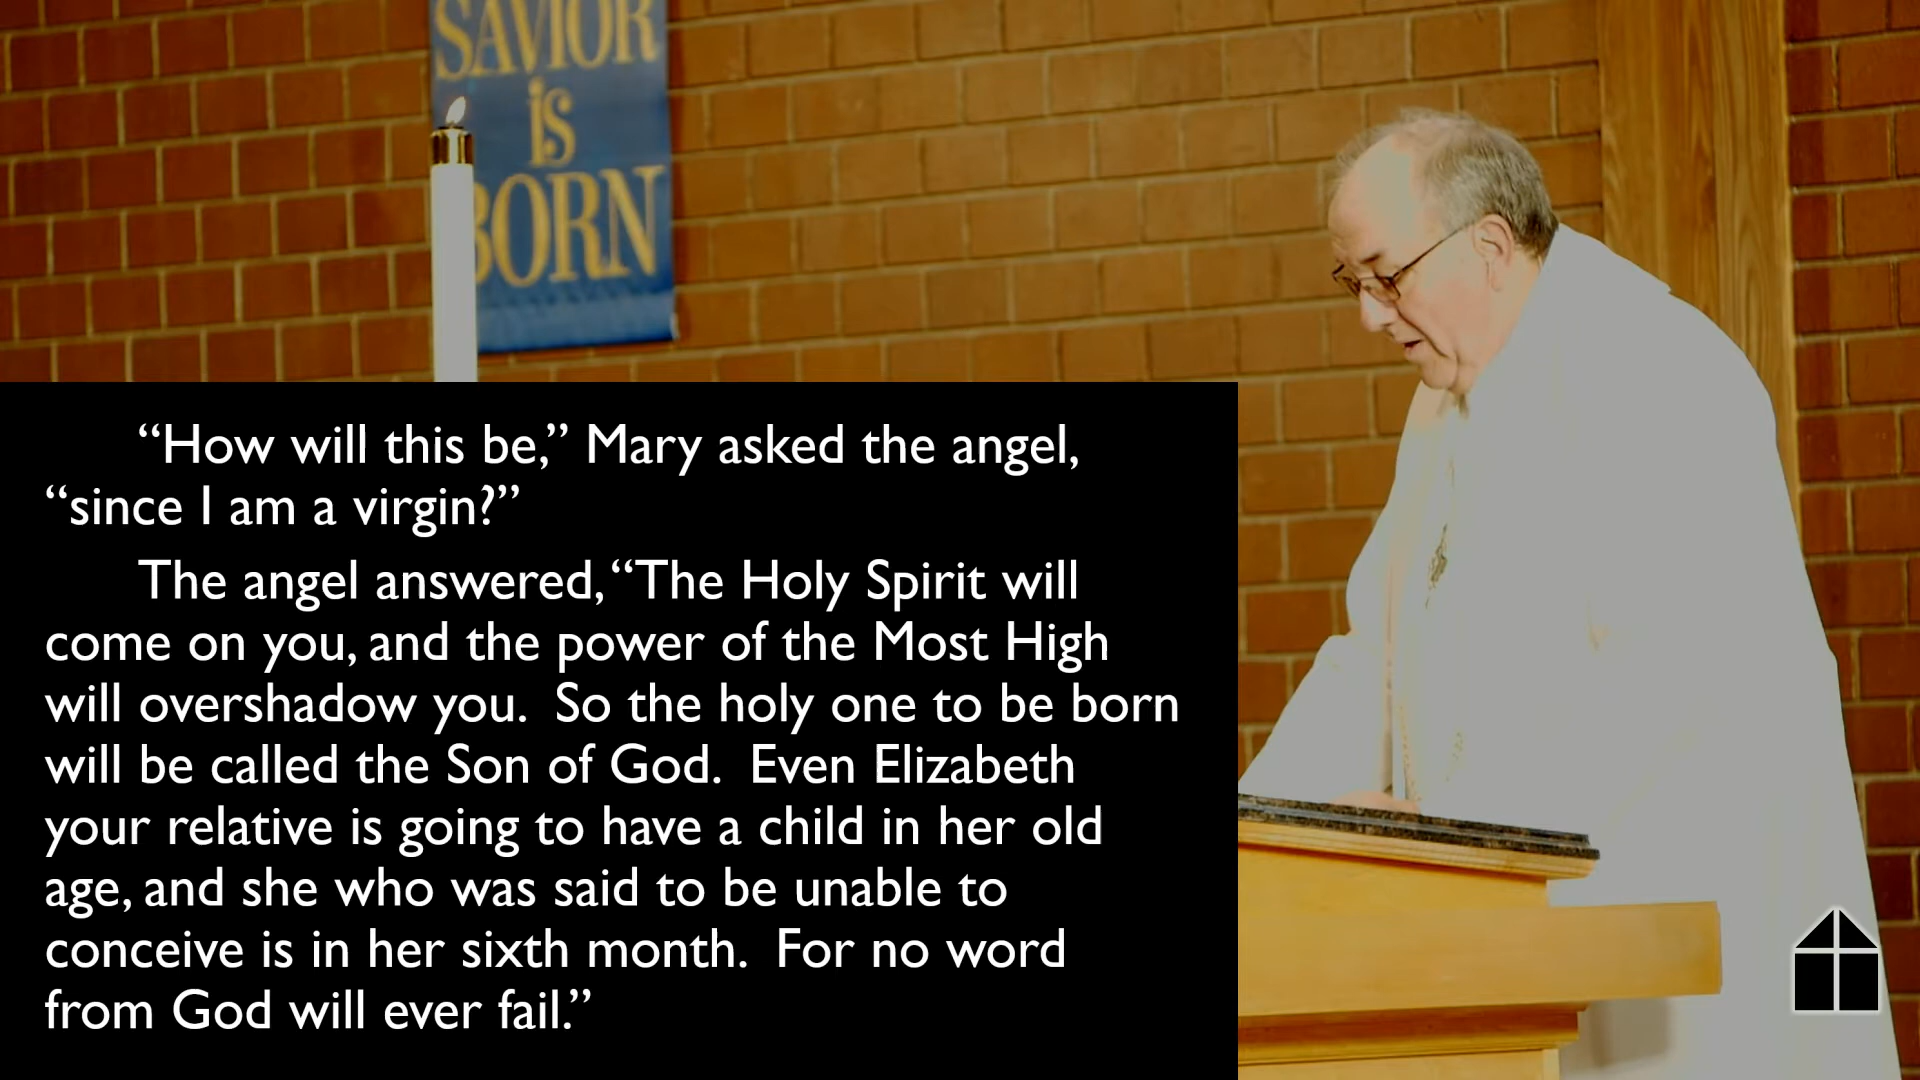 SAVIOR
is
BORN
“How will this be,” Mary asked the angel,
“since I am a virgin?”
The angel answered, “The Holy Spirit will
come on you, and the power of the Most High
will overshadow you.  So the holy one to be born
will be called the Son of God.  Even Elizabeth
your relative is going to have a child in her old
age, and she who was said to be unable to
conceive is in her sixth month.  For no word
from God will ever fail.”